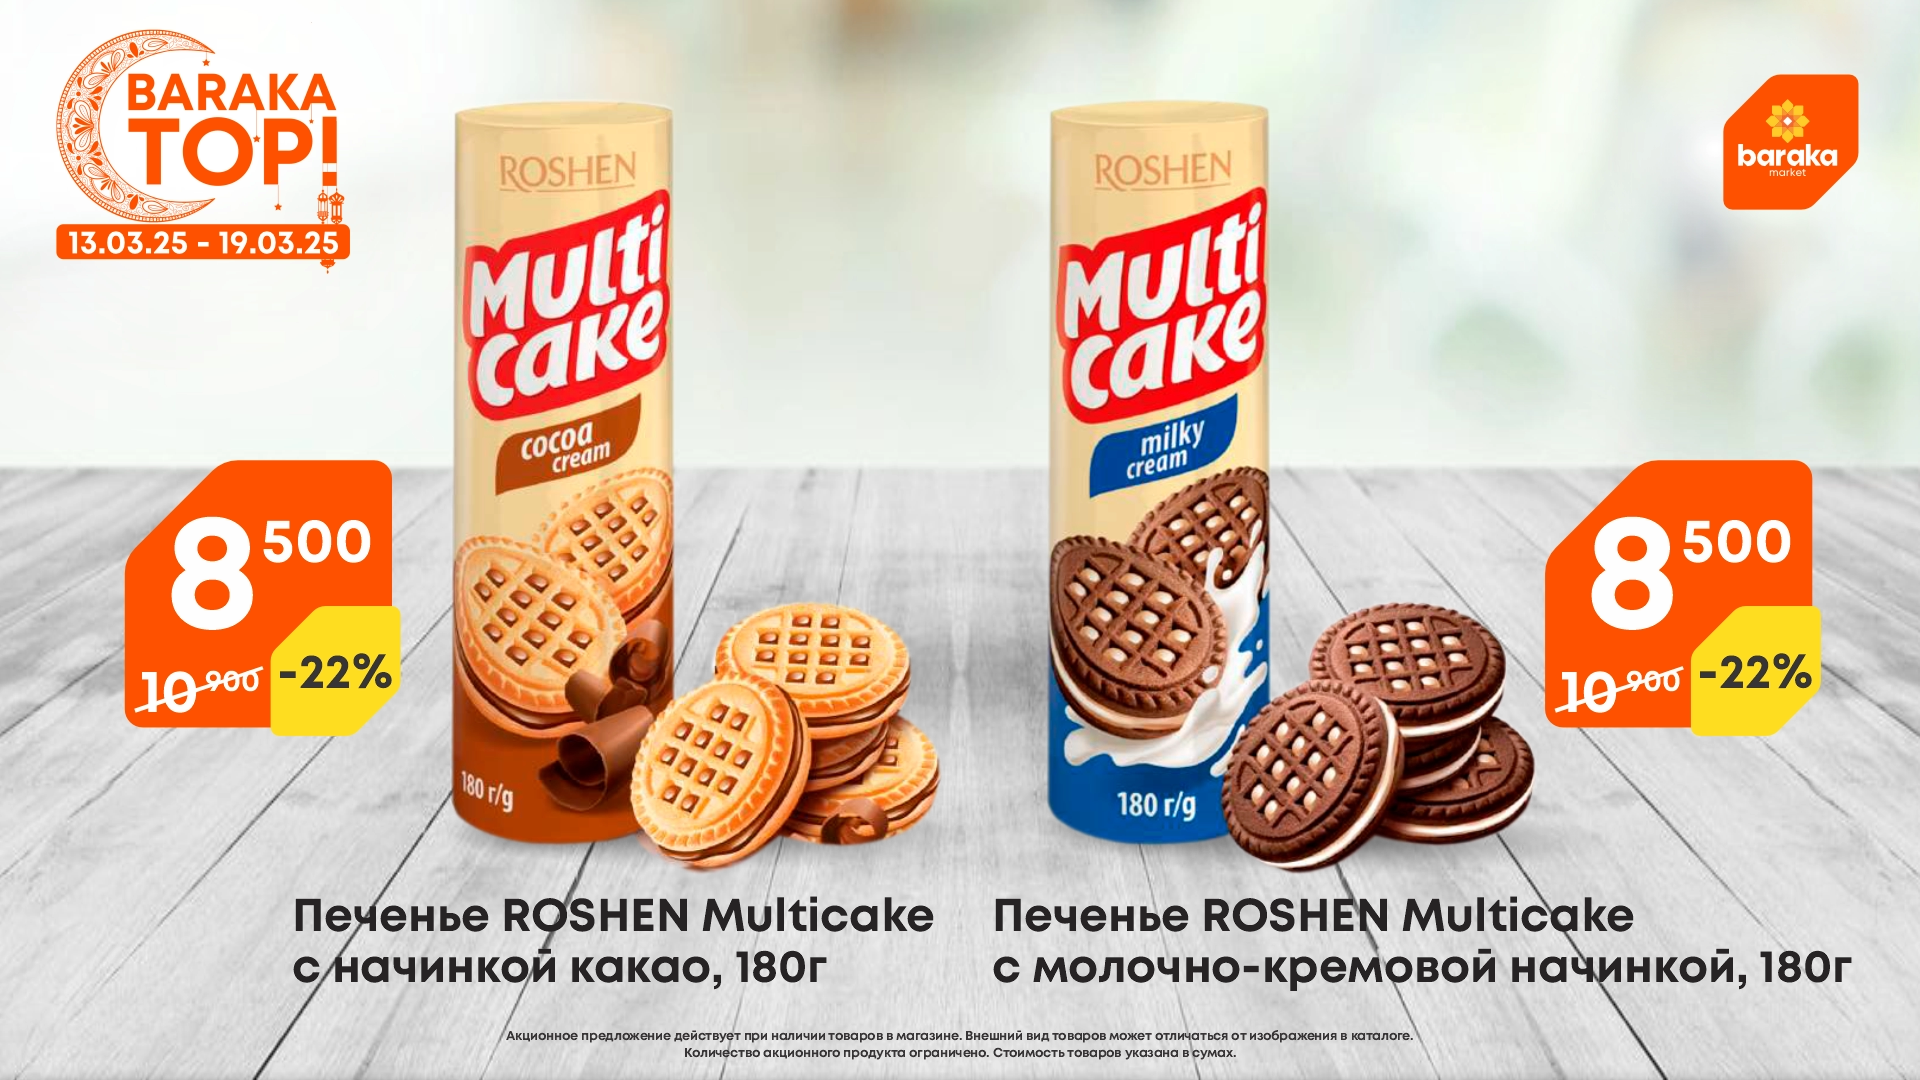 BARAKA
TOP!
13.03.25 - 19.03.25
baraka
market
ROSHEN
Multi
cake
cocoa
cream
180 г/g
ROSHEN
Multi
cake
milky
cream
180 г/g
8 500
10 900
-22%
8 500
10 900
-22%
Печенье ROSHEN Multicake
с начинкой какао, 180г
Печенье ROSHEN Multicake
с молочно-кремовой начинкой, 180г
Акционное предложение действует при наличии товаров в магазине. Внешний вид товаров может отличаться от изображения в каталоге.
Количество акционного продукта ограничено. Стоимость товаров указана в сумах.